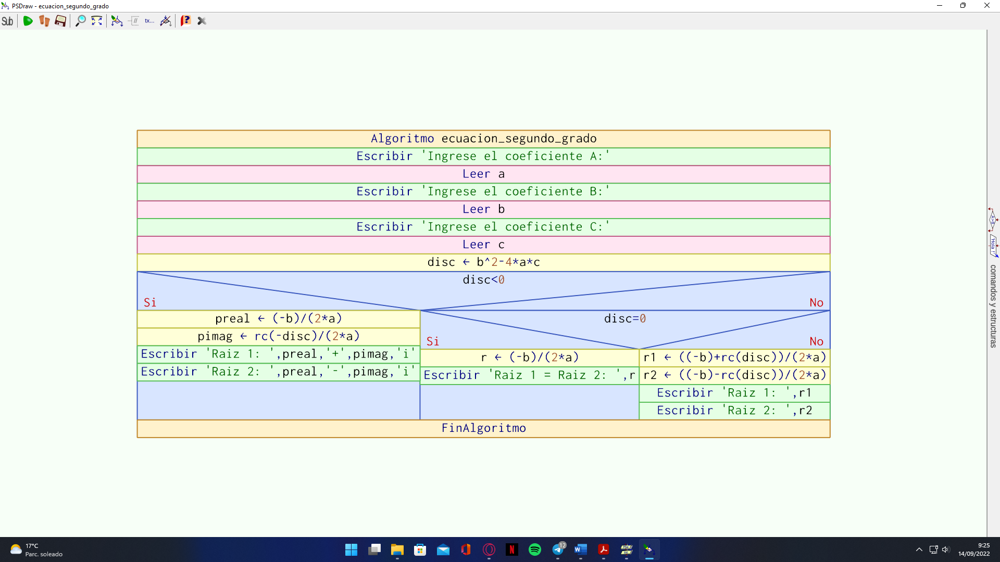 PSDraw - ecuacion_segundo_grado
Sub
tx...
Algoritmo ecuacion_segundo_grado
Escribir 'Ingrese el coeficiente A:'
Leer a
Escribir 'Ingrese el coeficiente B:'
Leer b
Escribir 'Ingrese el coeficiente C:'
Leer c
disc ← b^2-4*a*c
disc<0
Si
No
preal ← (-b)/(2*a)
pimag ← rc(-disc)/(2*a)
Escribir 'Raiz 1: ',preal,'+',pimag,'i'
Escribir 'Raiz 2: ',preal,'-',pimag,'i'
disc=0
Si
No
r ← (-b)/(2*a)
Escribir 'Raiz 1 = Raiz 2: ',r
r1 ← ((-b)+rc(disc))/(2*a)
r2 ← ((-b)-rc(disc))/(2*a)
Escribir 'Raiz 1: ',r1
Escribir 'Raiz 2: ',r2
FinAlgoritmo
A>B
'Hola !'
comandos y estructuras
17°C
Parc. soleado
12
9:25
14/09/2022